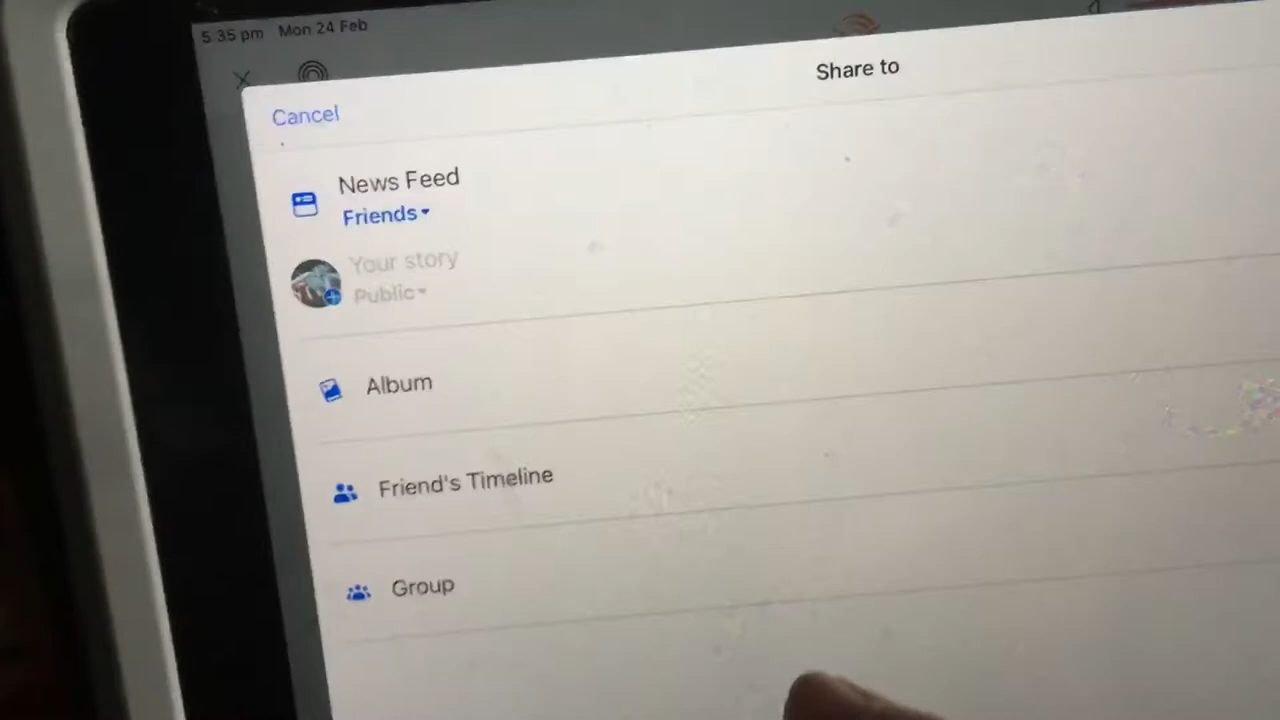 5:35 pm Mon 24 Feb
Share to
Cancel
News Feed
Friends
Your story
Public
Album
Friend's Timeline
Group